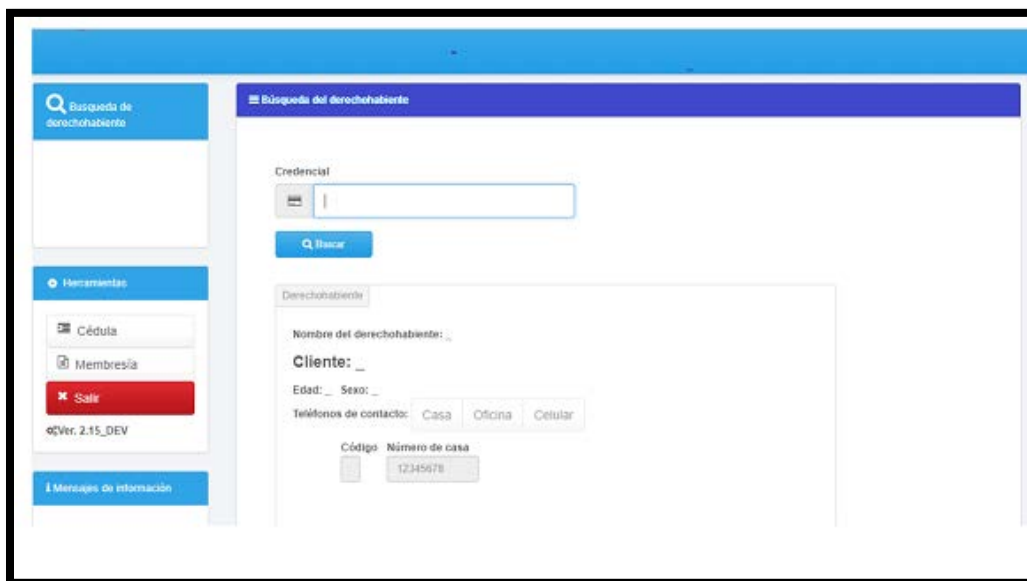 Busqueda de
derechohabiente
Búsqueda del derechohabiente
Credencial
Buscar
Herramientas
Cédula
Membresía
Salir
Ver. 2.15_DEV
Mensajes de información
Derechohabiente
Nombre del derechohabiente: _
Cliente: _
Edad: _ Sexo: _
Teléfonos de contacto: Casa Oficina Celular
Código Número de casa
12345678